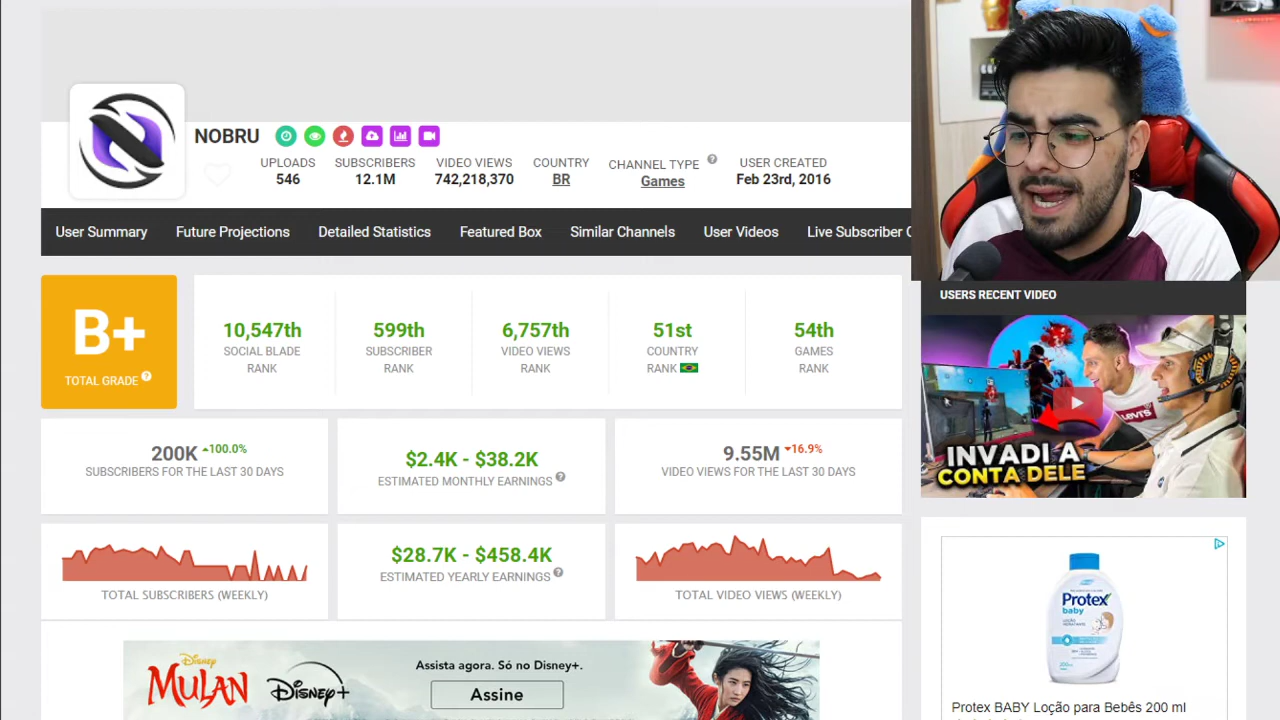 NOBRU
UPLOADS
546
SUBSCRIBERS
12.1M
VIDEO VIEWS
742,218,370
COUNTRY
BR
CHANNEL TYPE ?
Games
USER CREATED
Feb 23rd, 2016
User Summary
Future Projections
Detailed Statistics
Featured Box
Similar Channels
User Videos
Live Subscriber C
B+
TOTAL GRADE ?
10,547th
SOCIAL BLADE
RANK
599th
SUBSCRIBER
RANK
6,757th
VIDEO VIEWS
RANK
51st
COUNTRY
RANK
54th
GAMES
RANK
USERS RECENT VIDEO
LEVI'S
INVADI A
CONTA DELE
200K 100.0%
SUBSCRIBERS FOR THE LAST 30 DAYS
$2.4K - $38.2K
ESTIMATED MONTHLY EARNINGS ?
9.55M 16.9%
VIDEO VIEWS FOR THE LAST 30 DAYS
TOTAL SUBSCRIBERS (WEEKLY)
$28.7K - $458.4K
ESTIMATED YEARLY EARNINGS ?
TOTAL VIDEO VIEWS (WEEKLY)
Disney
MULAN
Disney+
Assista agora. Só no Disney+.
Assine
Protex
baby
Protex BABY Loção para Bebês 200 ml